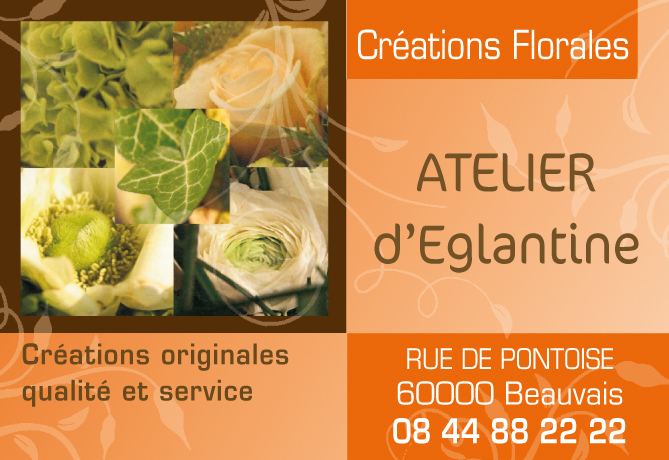 Créations Florales
ATELIER
d'Eglantine
Créations originales
qualité et service
RUE DE PONTOISE
60000 Beauvais
08 44 88 22 22